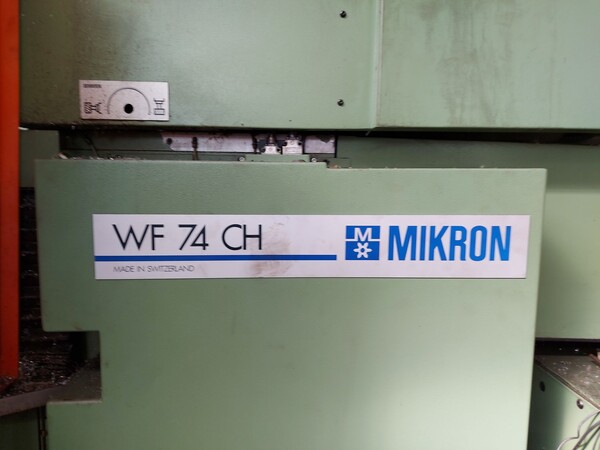 WF 74 CH
MADE IN SWITZERLAND
M
MIKRON